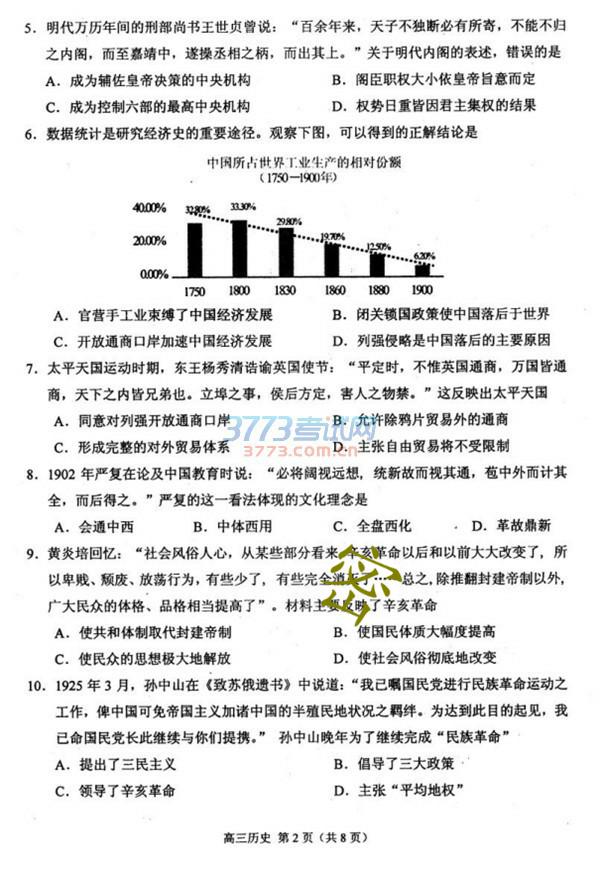 5．明代万历年间的刑部尚书王世贞曾说：“百余年来，天子不独断必有所寄，不能不归
之内阁，而至嘉靖中，遂操丞相之柄，而出其上。”关于明代内阁的表述，错误的是
A．成为辅佐皇帝决策的中央机构 B．阁臣职权大小依皇帝旨意而定
C．成为控制六部的最高中央机构 D．权势日重皆因君主集权的结果
6．数据统计是研究经济史的重要途径。观察下图，可以得到的正解结论是
中国所占世界工业生产的相对份额
（1750—1900年）
40.00%
20.00%
0.00%
32.80% 33.30% 29.80% 19.70% 12.50% 6.20%
1750 1800 1830 1860 1880 1900
A．官营手工业束缚了中国经济发展 B．闭关锁国政策使中国落后于世界
C．开放通商口岸加速中国经济发展 D．列强侵略是中国落后的主要原因
7．太平天国运动时期，东王杨秀清诰谕英国使节：“平定时，不惟英国通商，万国皆通
商，天下之内皆兄弟也。立埠之事，侯后方定，害人之物禁。”这反映出太平天国
A．同意对列强开放通商口岸 B．允许除鸦片贸易外的通商
C．形成完整的对外贸易体系 D．主张自由贸易将不受限制
3773考试网
3773.com.cn
8．1902 年严复在论及中国教育时说：“必将阔视远想，统新故而视其通，苞中外而计其
全，而后得之。”严复的这一看法体现的文化理念是
A．会通中西 B．中体西用 C．全盘西化 D．革故鼎新
9．黄炎培回忆：“社会风俗人心，从某些部分看来，辛亥革命以后和以前大大改变了，所
以卑贱、颓废、放荡行为，有些少了，有些完全消灭了……总之，除推翻封建帝制以外，
广大民众的体格、品格相当提高了”。材料主要反映了辛亥革命
密
A．使共和体制取代封建帝制 B．使国民体质大幅度提高
C．使民众的思想极大地解放 D．使社会风俗彻底地改变
10．1925 年 3 月，孙中山在《致苏俄遗书》中说道：“我已嘱国民党进行民族革命运动之
工作，俾中国可免帝国主义加诸中国的半殖民地状况之羁绊。为达到此目的起见，我
已命国民党长此继续与你们提携。” 孙中山晚年为了继续完成“民族革命”
A．提出了三民主义 B．倡导了三大政策
C．领导了辛亥革命 D．主张“平均地权”
高三历史 第 2 页（共 8 页）